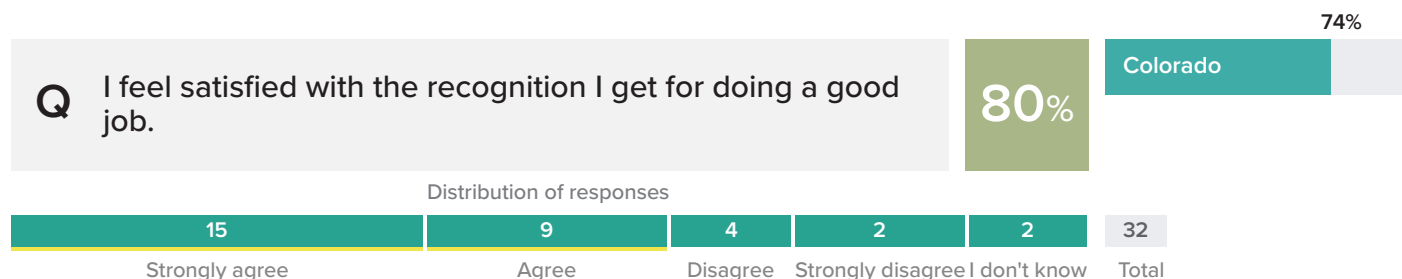 74%
Q I feel satisfied with the recognition I get for doing a good
job.
80%
Colorado
Distribution of responses
15 9 4 2 2 32
Strongly agree Agree Disagree Strongly disagree I don't know Total